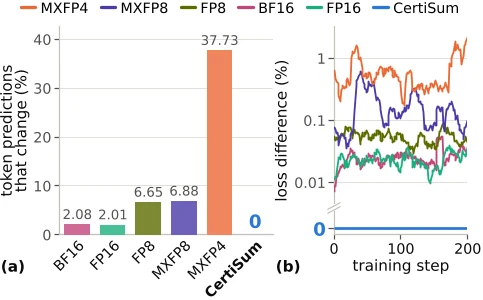 MXFP4 MXFP8 FP8 BF16 FP16 CertiSum
token predictions
that change (%)
40
30
20
10
0
2.08
2.01
6.65
6.88
37.73
0
BF16
FP16
FP8
MXFP8
MXFP4
CertiSum
(a)
loss difference (%)
1
0.1
0.01
0
0 100 200
training step
(b)